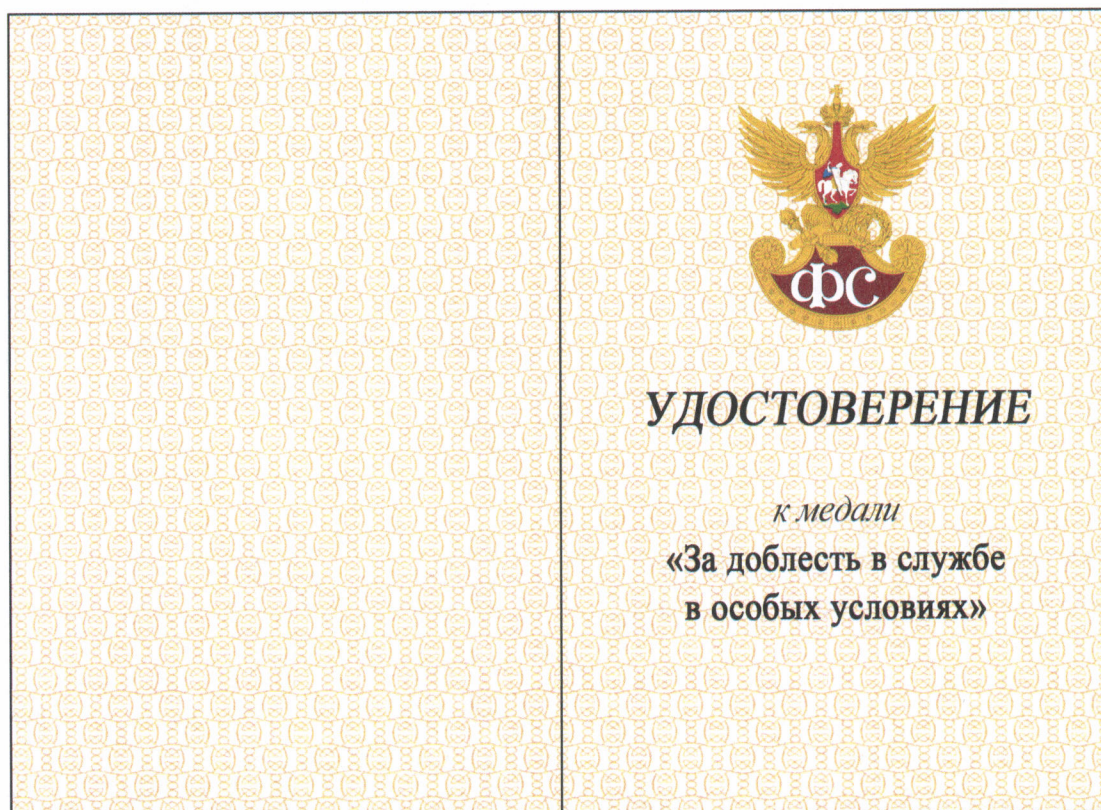 ФС
УДОСТОВЕРЕНИЕ
к медали
«За доблесть в службе
в особых условиях»